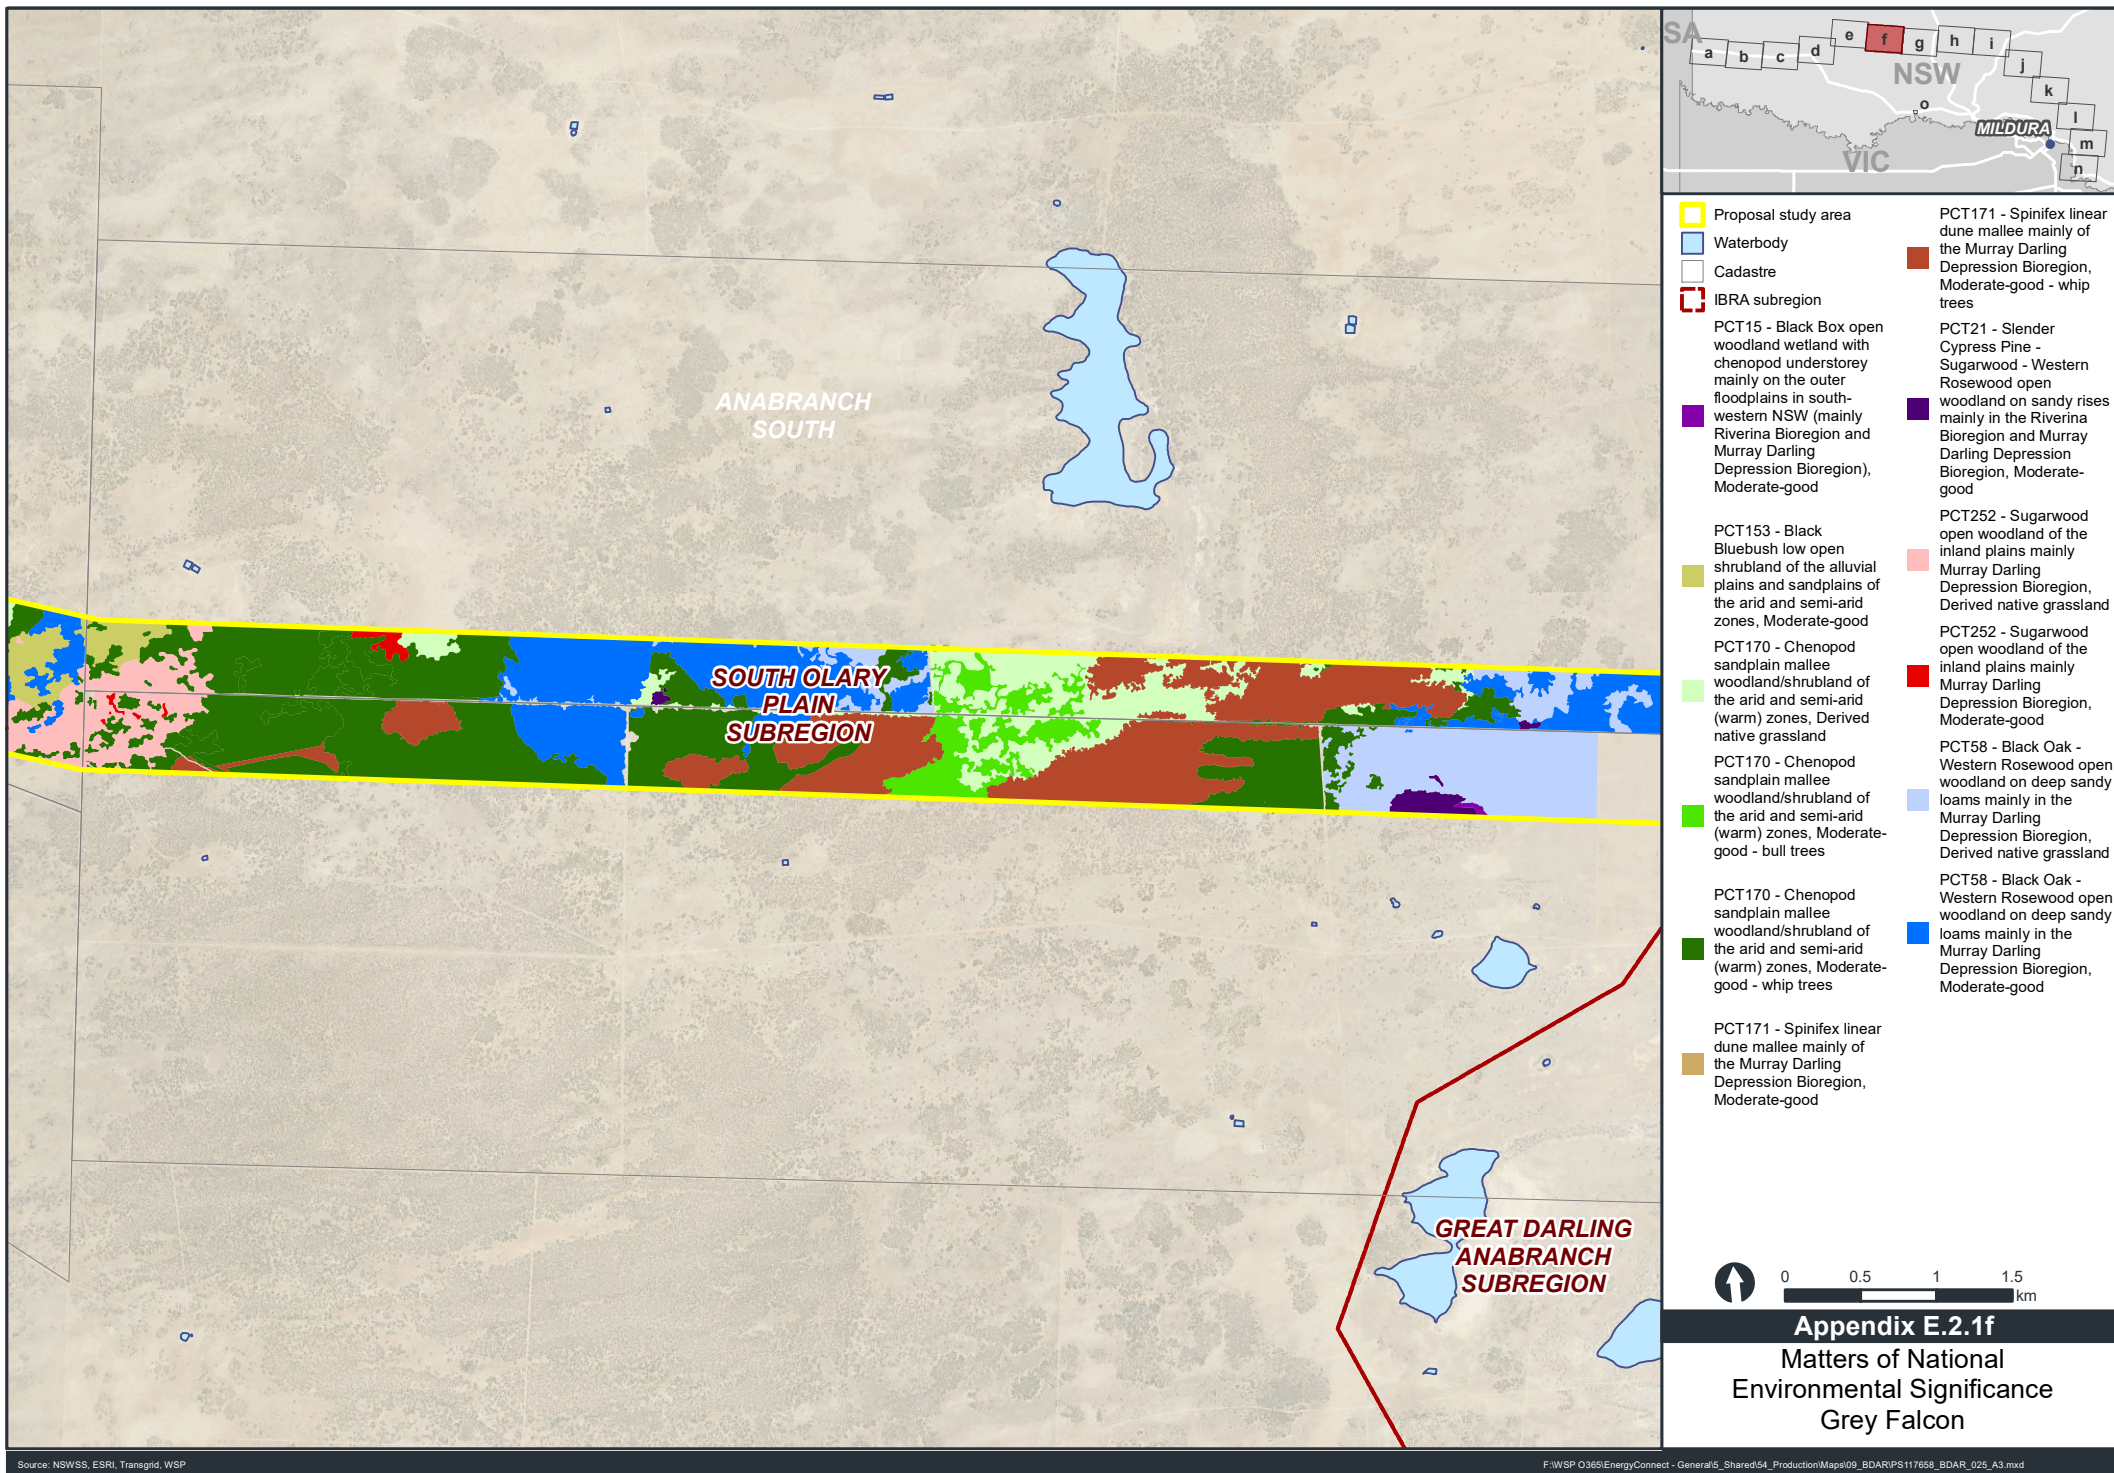 SA
a
b
c
d
e
f
g
h
i
j
k
l
m
n
o
NSW
MILDURA
VIC
ANABRANCH
SOUTH
SOUTH OLARY
PLAIN
SUBREGION
GREAT DARLING
ANABRANCH
SUBREGION
Proposal study area
Waterbody
Cadastre
IBRA subregion
PCT15 - Black Box open
woodland wetland with
chenopod understorey
mainly on the outer
floodplains in south-
western NSW (mainly
Riverina Bioregion and
Murray Darling
Depression Bioregion),
Moderate-good
PCT153 - Black
Bluebush low open
shrubland of the alluvial
plains and sandplains of
the arid and semi-arid
zones, Moderate-good
PCT170 - Chenopod
sandplain mallee
woodland/shrubland of
the arid and semi-arid
(warm) zones, Derived
native grassland
PCT170 - Chenopod
sandplain mallee
woodland/shrubland of
the arid and semi-arid
(warm) zones, Moderate-
good - bull trees
PCT170 - Chenopod
sandplain mallee
woodland/shrubland of
the arid and semi-arid
(warm) zones, Moderate-
good - whip trees
PCT171 - Spinifex linear
dune mallee mainly of
the Murray Darling
Depression Bioregion,
Moderate-good
PCT171 - Spinifex linear
dune mallee mainly of
the Murray Darling
Depression Bioregion,
Moderate-good - whip
trees
PCT21 - Slender
Cypress Pine -
Sugarwood - Western
Rosewood open
woodland on sandy rises
mainly in the Riverina
Bioregion and Murray
Darling Depression
Bioregion, Moderate-
good
PCT252 - Sugarwood
open woodland of the
inland plains mainly
Murray Darling
Depression Bioregion,
Derived native grassland
PCT252 - Sugarwood
open woodland of the
inland plains mainly
Murray Darling
Depression Bioregion,
Moderate-good
PCT58 - Black Oak -
Western Rosewood open
woodland on deep sandy
loams mainly in the
Murray Darling
Depression Bioregion,
Derived native grassland
PCT58 - Black Oak -
Western Rosewood open
woodland on deep sandy
loams mainly in the
Murray Darling
Depression Bioregion,
Moderate-good
0 0.5 1 1.5
km
Appendix E.2.1f
Matters of National
Environmental Significance
Grey Falcon
Source: NSWSS, ESRI, Transgrid, WSP
F:\WSP O365\EnergyConnect - General\5_Shared\54_Production\Maps\09_BDAR\PS117658_BDAR_025_A3.mxd